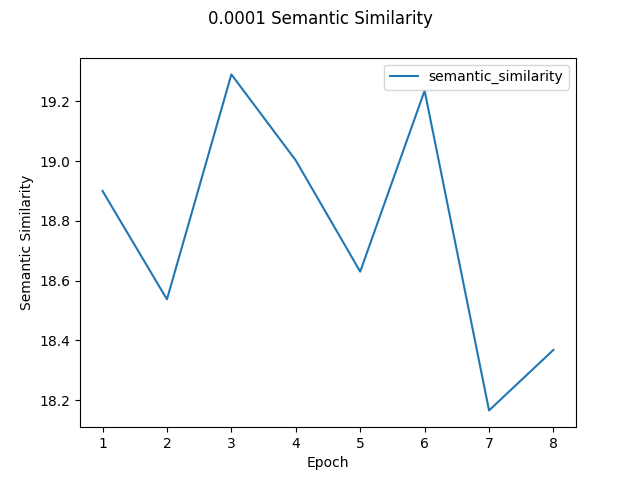 0.0001 Semantic Similarity
semantic_similarity
Semantic Similarity
19.2
19.0
18.8
18.6
18.4
18.2
1 2 3 4 5 6 7 8
Epoch